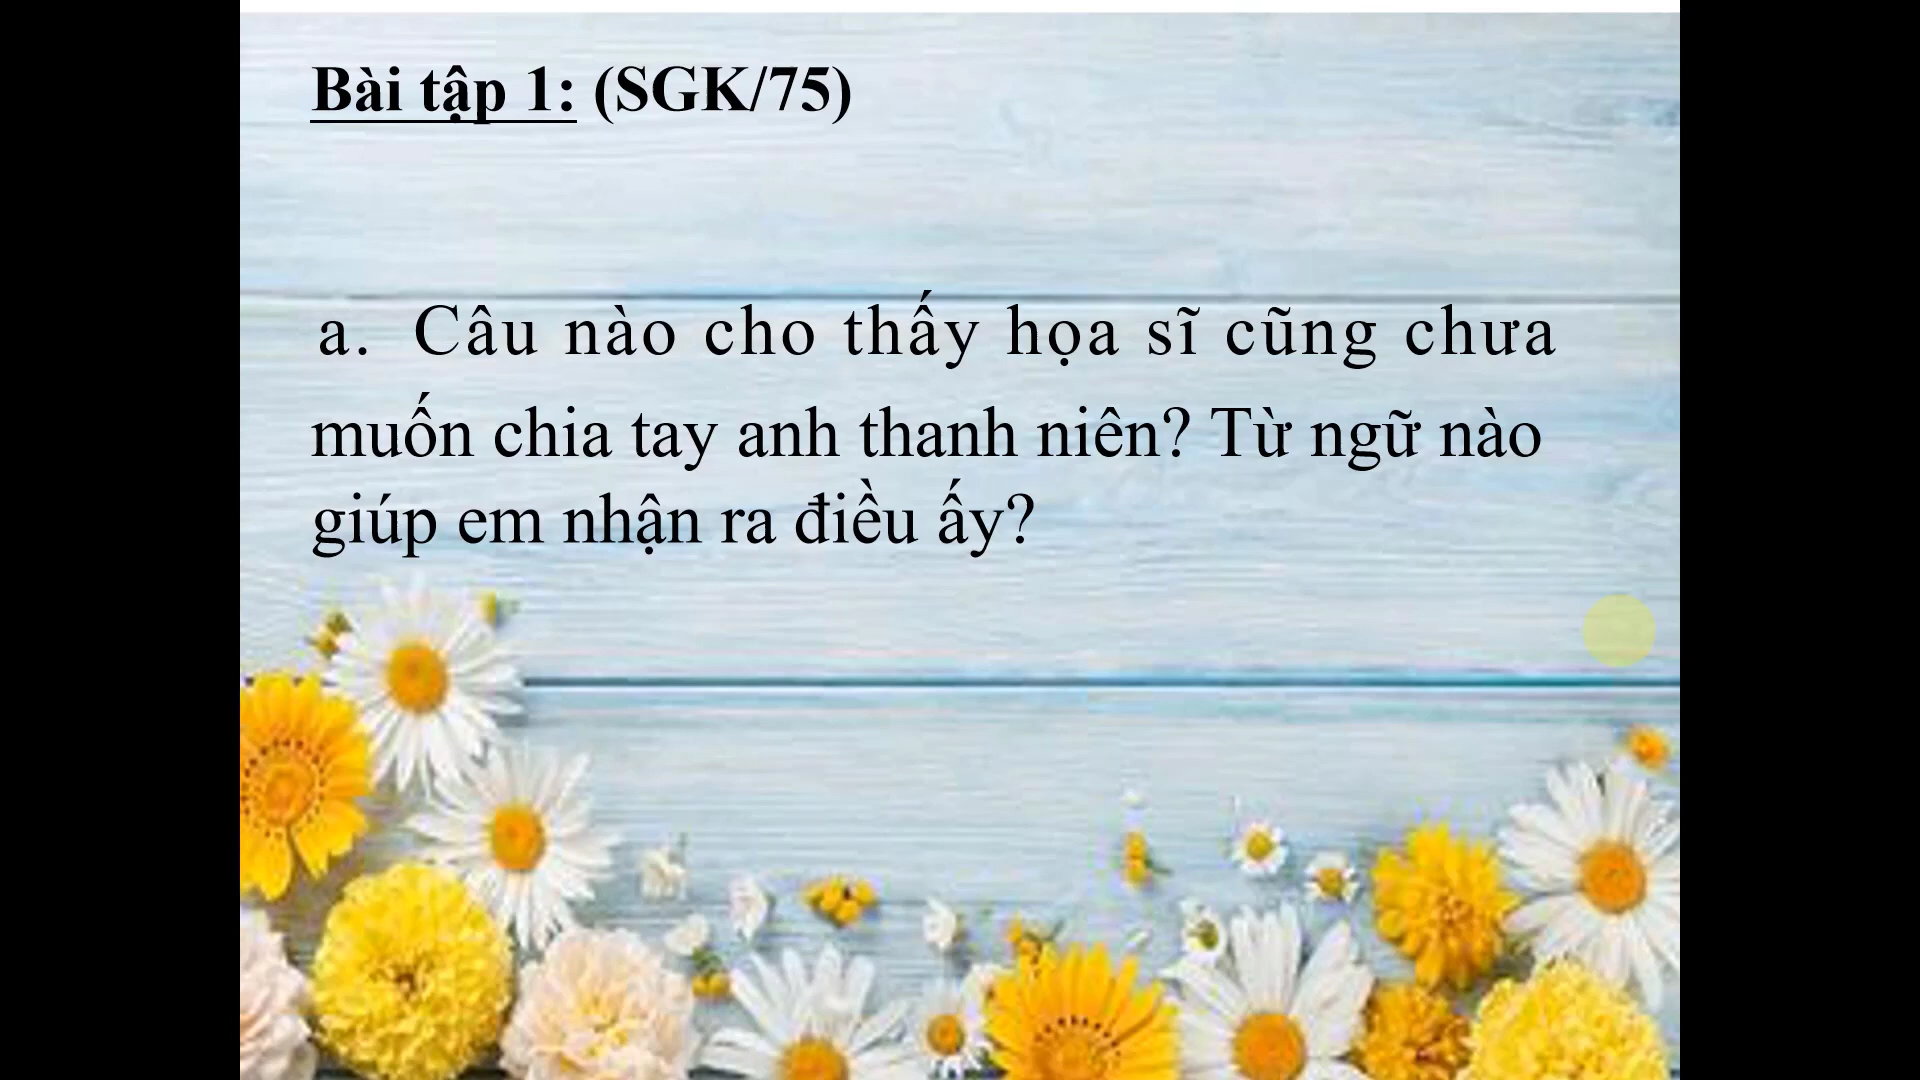 Bài tập 1: (SGK/75)
a. Câu nào cho thấy họa sĩ cũng chưa
muốn chia tay anh thanh niên? Từ ngữ nào
giúp em nhận ra điều ấy?